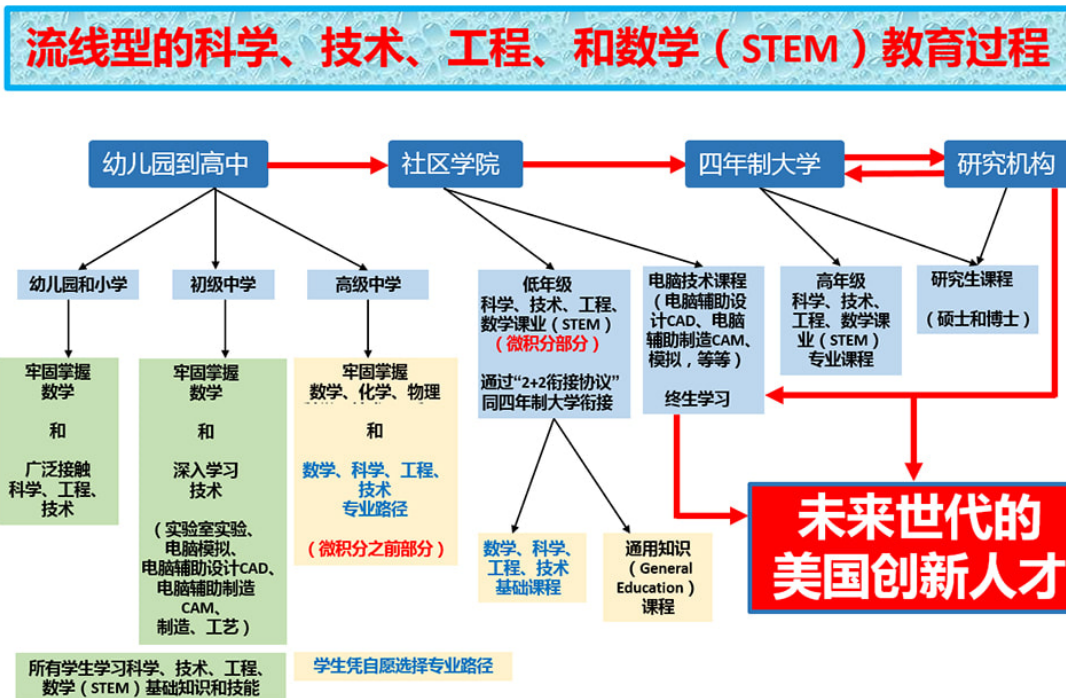 流线型的科学、技术、工程、和数学（STEM）教育过程
幼儿园到高中
社区学院
四年制大学
研究机构
幼儿园和小学
初级中学
高级中学
低年级
科学、技术、工程、
数学课业（STEM）
（微积分部分）
通过“2+2衔接协议”
同四年制大学衔接
电脑技术课程
（电脑辅助设
计CAD、电脑
辅助制造CAM、
模拟，等等）
终生学习
高年级
科学、技术、
工程、数学课
业（STEM）
专业课程
研究生课程
（硕士和博士）
牢固掌握
数学
和
广泛接触
科学、工程、
技术
牢固掌握
数学
和
深入学习
技术
（实验室实验、
电脑模拟、
电脑辅助设计CAD、
电脑辅助制造
CAM、
制造、工艺）
牢固掌握
数学、化学、物理
和
数学、科学、工程、
技术
专业路径
（微积分之前部分）
数学、科学、
工程、技术
基础课程
通用知识
（General
Education）
课程
未来世代的
美国创新人才
所有学生学习科学、技术、工程、
数学（STEM）基础知识和技能
学生凭自愿选择专业路径